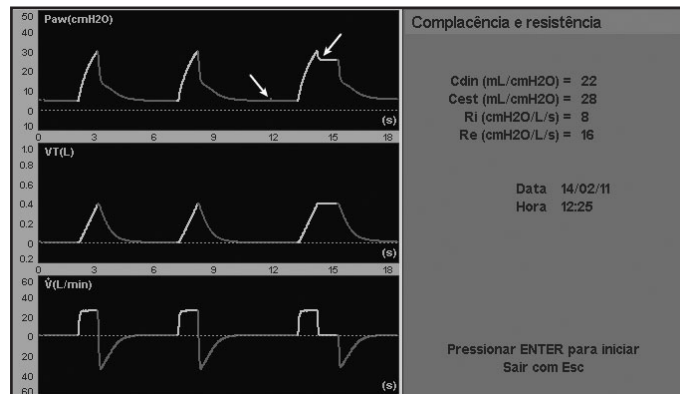 Paw(cmH2O)
50
40
30
20
10
0
10
0
3
6
9
12
15
18
(s)
VT(L)
1.0
0.8
0.6
0.4
0.2
0
0.2
0
3
6
9
12
15
18
(s)
V̇(L/min)
60
50
40
20
0
20
40
60
(s)
Complacência e resistência
Cdin (mL/cmH2O) = 22
Cest (mL/cmH2O) = 28
Ri (cmH2O/L/s) = 8
Re (cmH2O/L/s) = 16
Data 14/02/11
Hora 12:25
Pressionar ENTER para iniciar
Sair com Esc